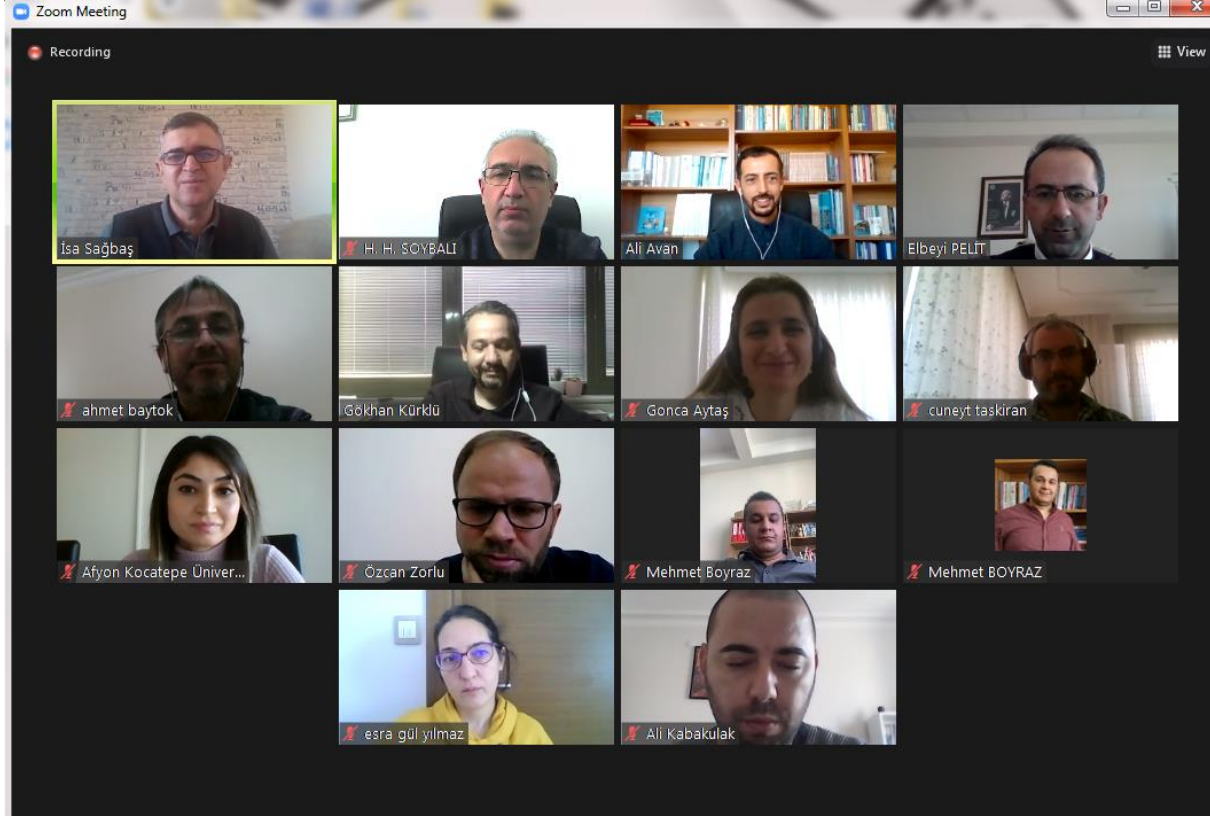 Zoom Meeting
Recording
View
İsa Sağbaş
H. H. SOYBALI
Ali Avan
Elbeyi PELİT
ahmet baytok
Gökhan Kürklü
Gonca Aytaş
cuneyt taskiran
Afyon Kocatepe Üniver...
Özcan Zorlu
Mehmet Boyraz
Mehmet BOYRAZ
esra gül yılmaz
Ali Kabakulak